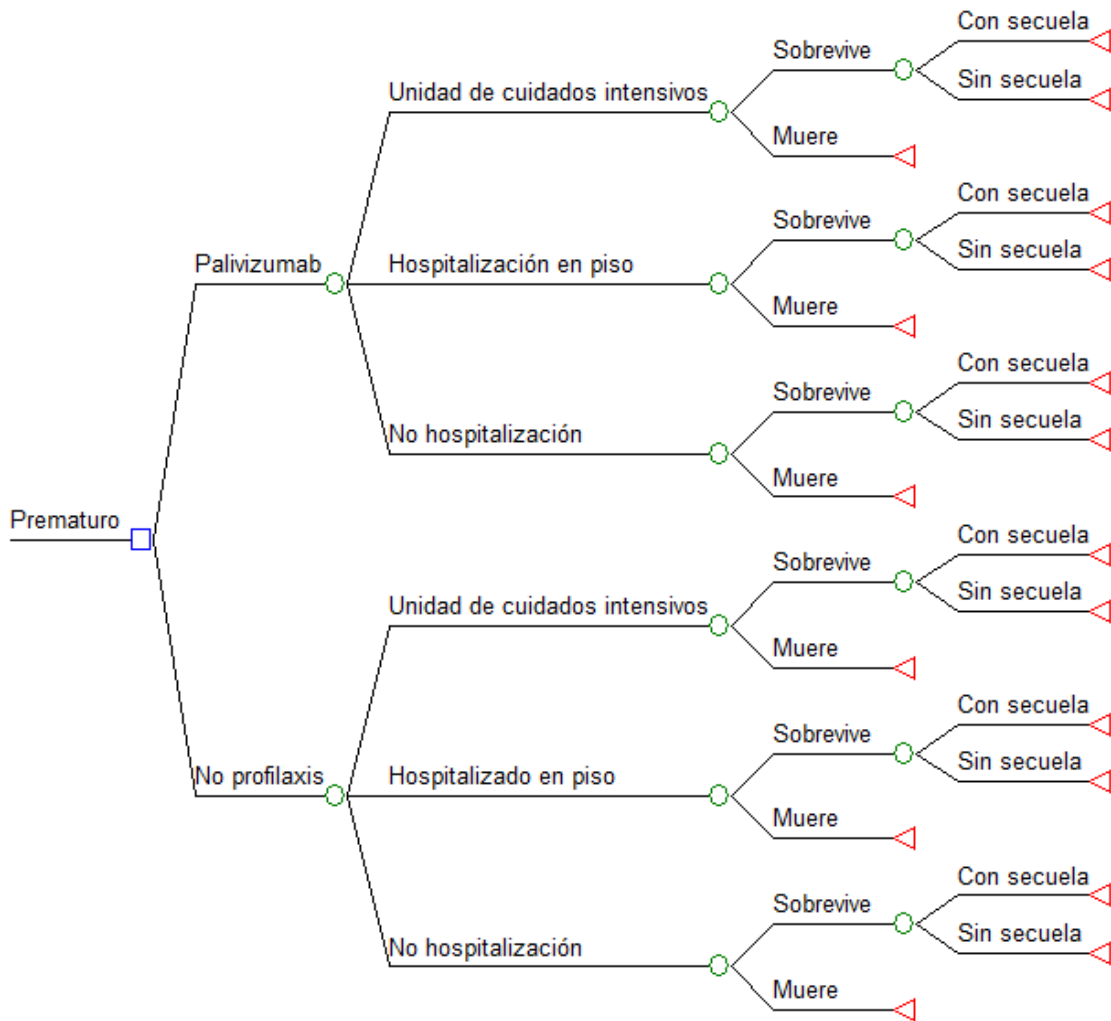 Con secuela
Sobrevive
Sin secuela
Unidad de cuidados intensivos
Muere
Con secuela
Sobrevive
Sin secuela
Palivizumab
Hospitalización en piso
Muere
Con secuela
Sobrevive
Sin secuela
No hospitalización
Muere
Prematuro
Con secuela
Sobrevive
Sin secuela
Unidad de cuidados intensivos
Muere
Con secuela
Sobrevive
Sin secuela
No profilaxis
Hospitalizado en piso
Muere
Con secuela
Sobrevive
Sin secuela
No hospitalización
Muere